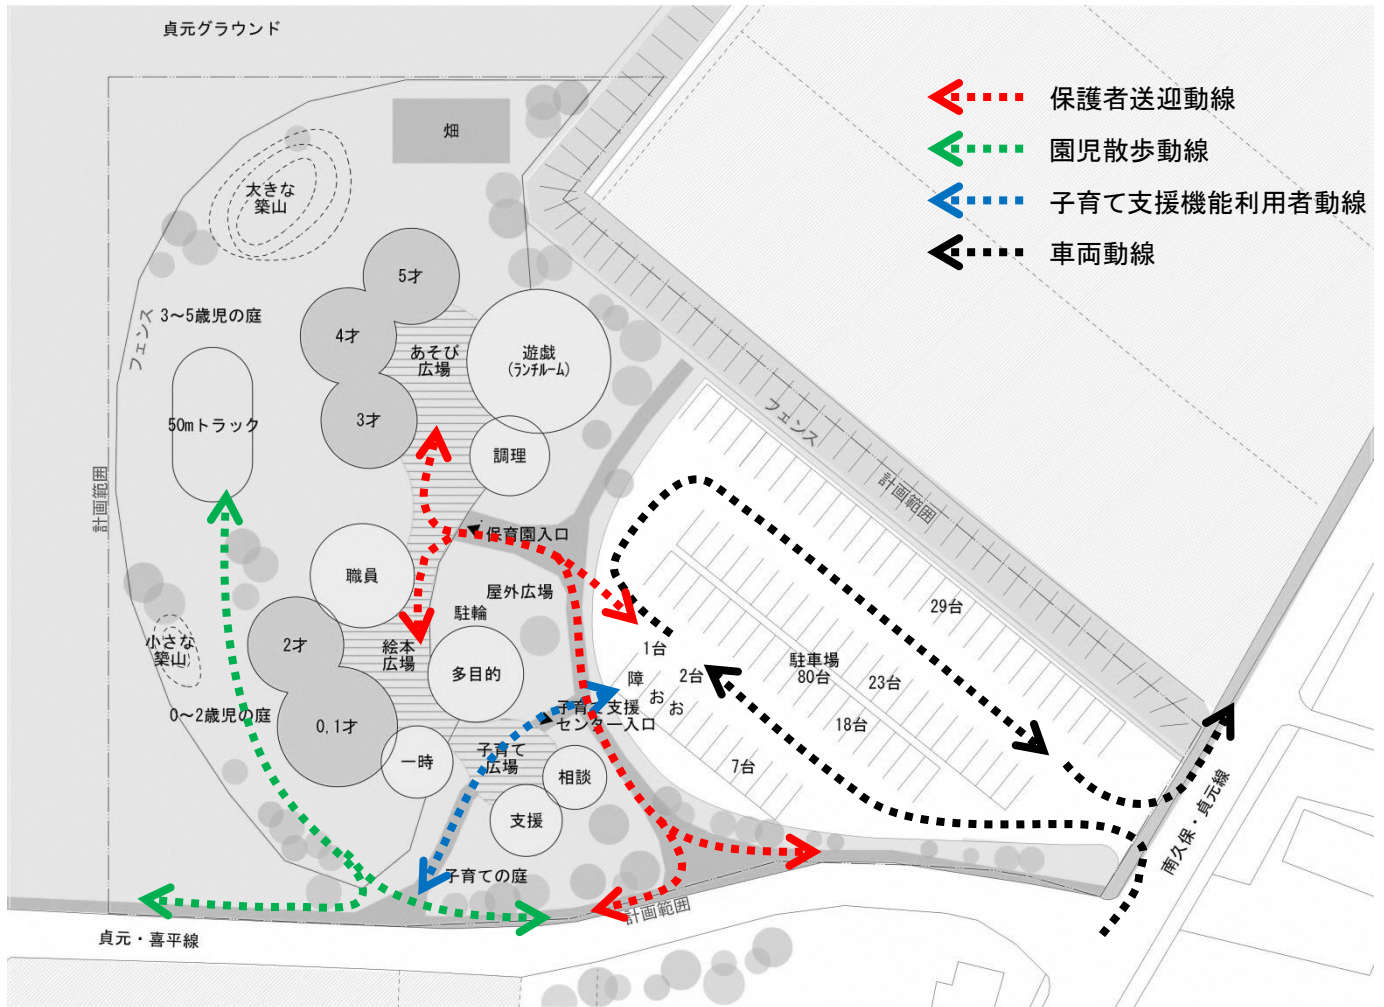 貞元グラウンド
保護者送迎動線
園児散歩動線
子育て支援機能利用者動線
車両動線
畑
大きな
築山
5才
3～5歳児の庭
フェンス
4才
あそび
広場
遊戯
(ランチルーム)
3才
50mトラック
調理
フェンス
計画範囲
計画範囲
保育園入口
職員
屋外広場
駐輪
29台
小さな
築山
2才
絵本
広場
多目的
1台
障
お
お
2台
駐車場
80台
23台
18台
0～2歳児の庭
0,1才
子育て支援
センター入口
一時
子育て
広場
相談
7台
支援
子育ての庭
計画範囲
貞元・喜平線
南久保・貞元線